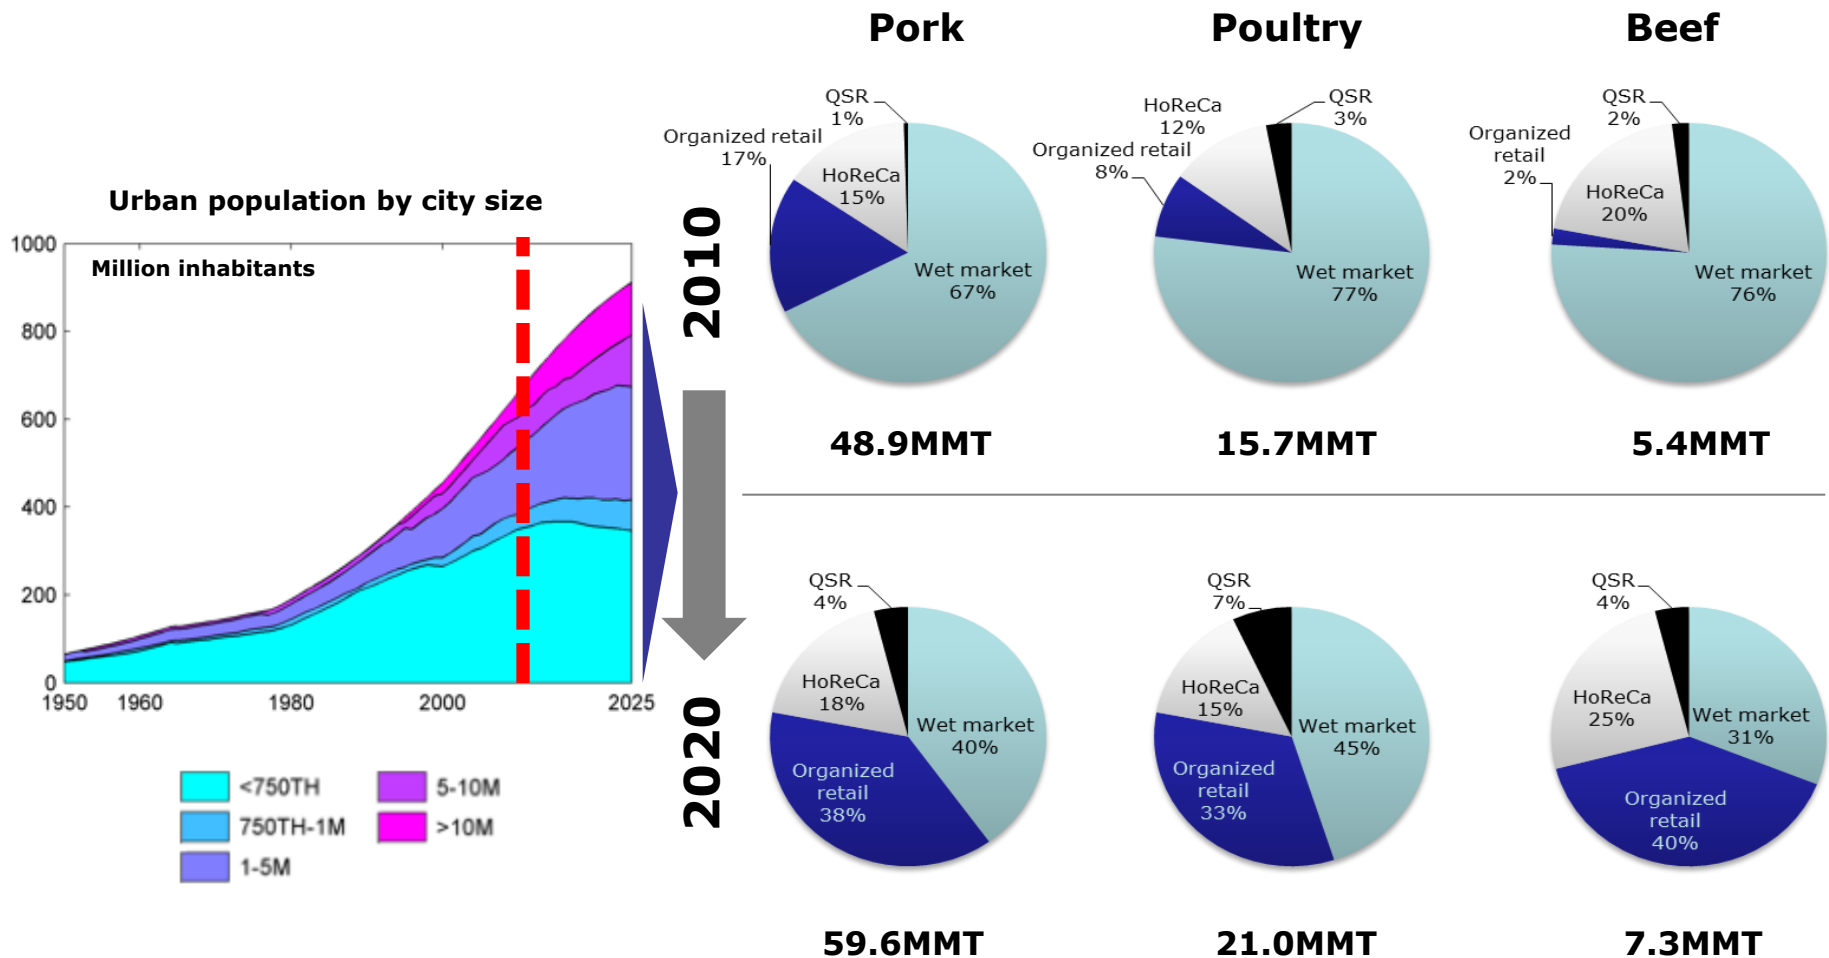 Pork
Poultry
Beef
Urban population by city size
Million inhabitants
1000
800
600
400
200
0
1950
1960
1980
2000
2025
<750TH
750TH-1M
1-5M
5-10M
>10M
2010
QSR
1%
Organized retail
17%
HoReCa
15%
Wet market
67%
48.9MMT
HoReCa
12%
QSR
3%
Organized retail
8%
Wet market
77%
15.7MMT
QSR
2%
Organized
retail
2%
HoReCa
20%
Wet market
76%
5.4MMT
2020
QSR
4%
HoReCa
18%
Wet market
40%
Organized
retail
38%
59.6MMT
QSR
7%
HoReCa
15%
Wet market
45%
Organized
retail
33%
21.0MMT
QSR
4%
HoReCa
25%
Wet market
31%
Organized
retail
40%
7.3MMT